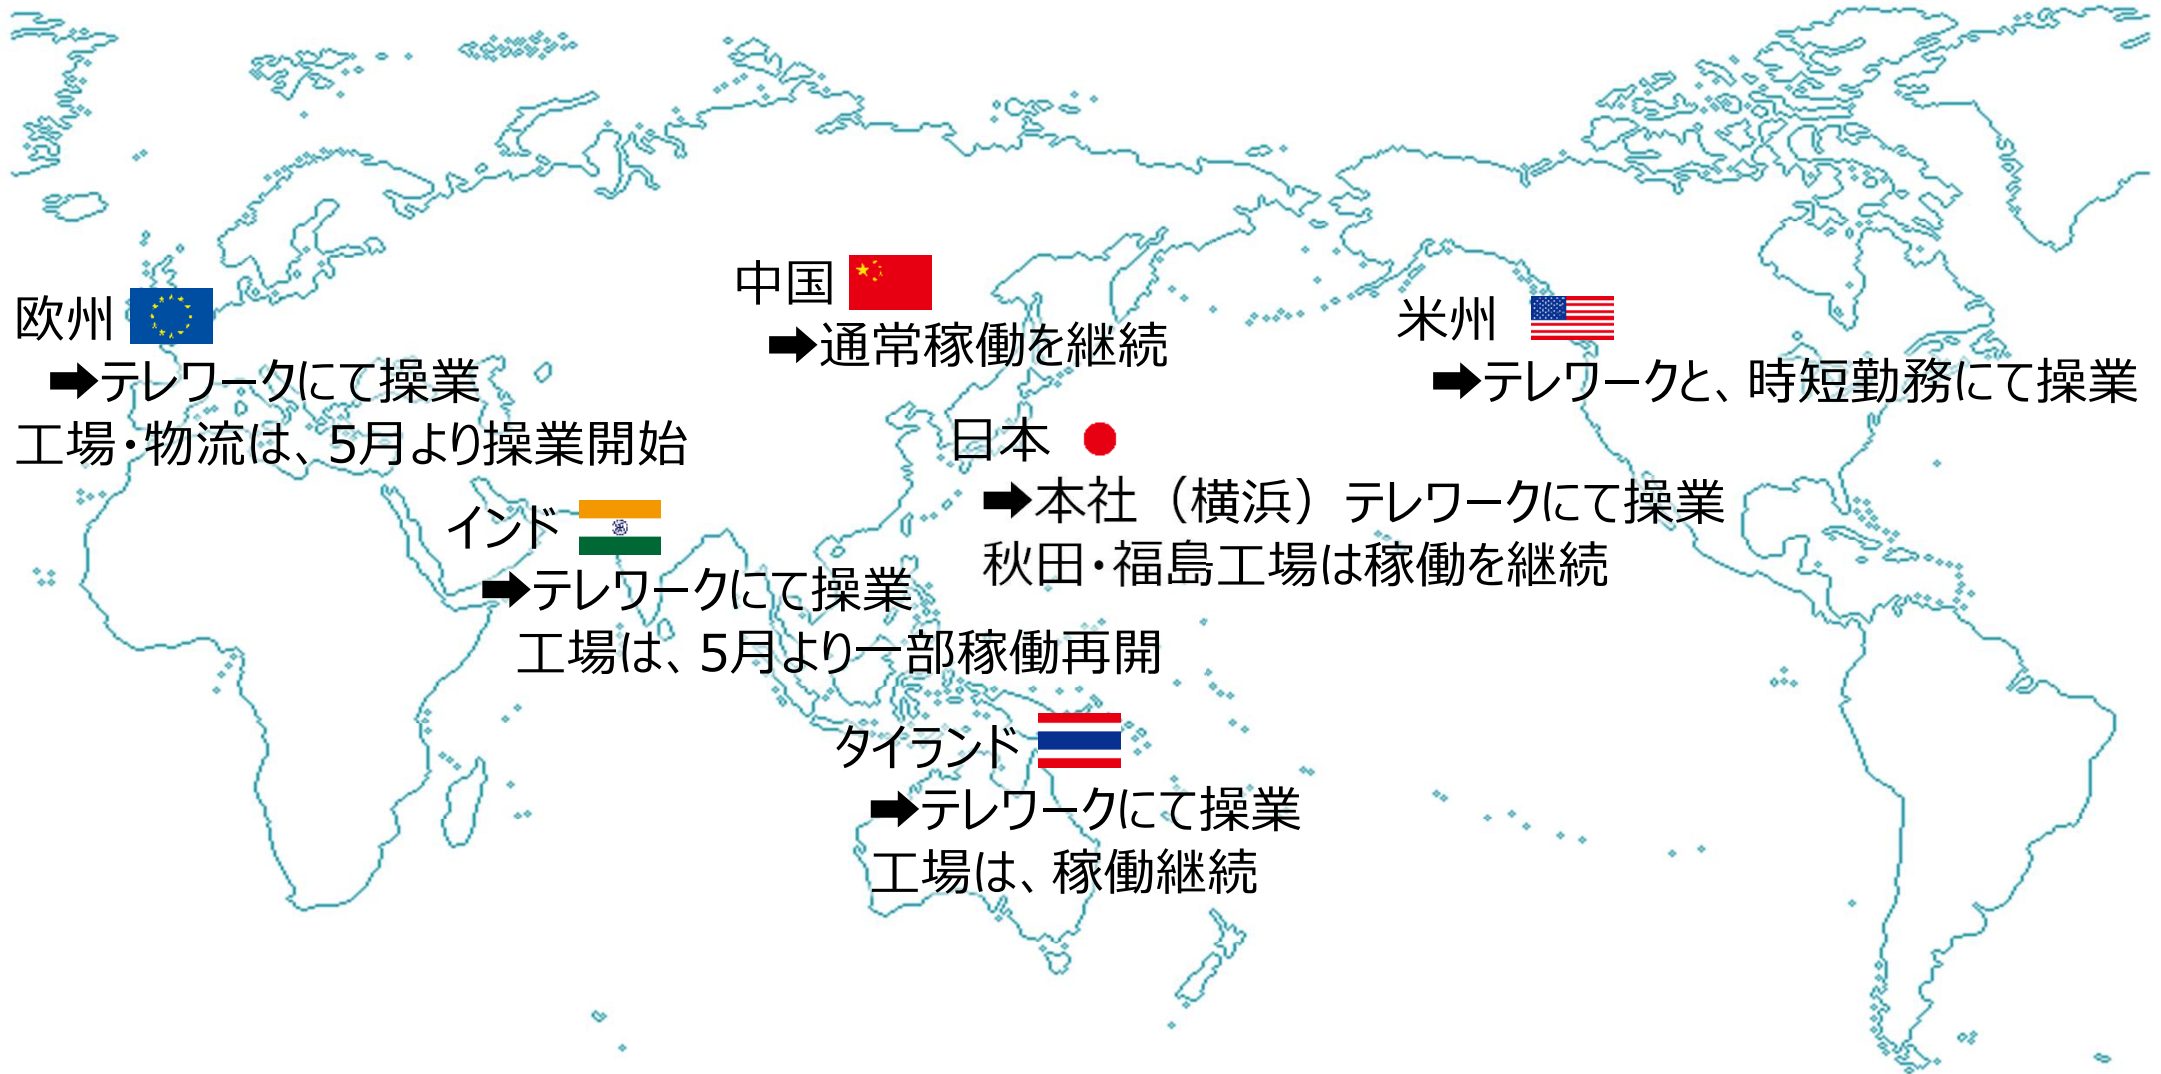 欧州
➡テレワークにて操業
工場・物流は、5月より操業開始
中国
➡通常稼働を継続
米州
➡テレワークと、時短勤務にて操業
日本
➡本社（横浜）テレワークにて操業
秋田・福島工場は稼働を継続
インド
➡テレワークにて操業
工場は、5月より一部稼働再開
タイランド
➡テレワークにて操業
工場は、稼働継続